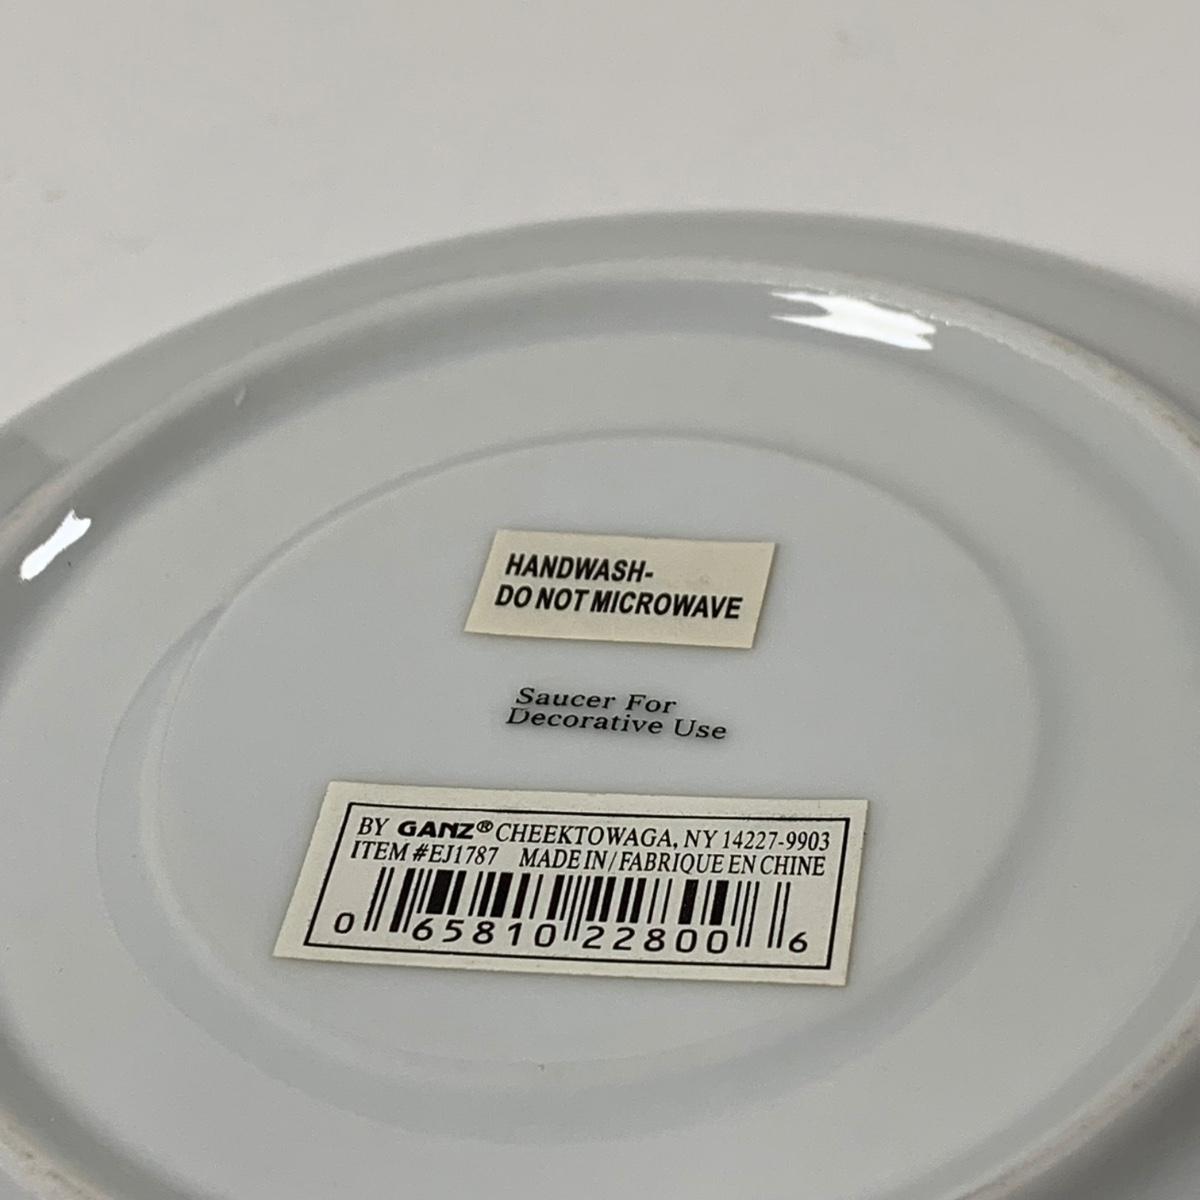 HANDWASH-
DO NOT MICROWAVE
Saucer For
Decorative Use
BY GANZ® CHEEKTOWAGA, NY 14227-9903
ITEM #EJ1787 MADE IN/FABRIQUE EN CHINE
0 65810 22800 6